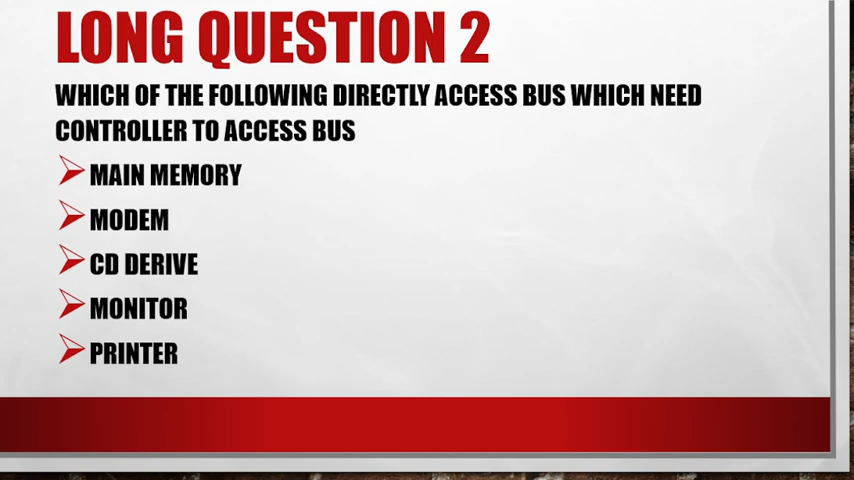 LONG QUESTION 2
WHICH OF THE FOLLOWING DIRECTLY ACCESS BUS WHICH NEED
CONTROLLER TO ACCESS BUS
MAIN MEMORY
MODEM
CD DERIVE
MONITOR
PRINTER